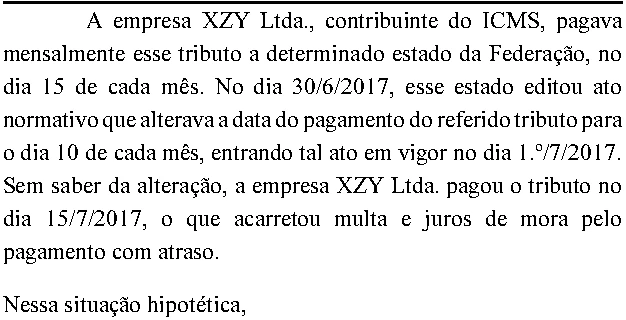 A empresa XZY Ltda., contribuinte do ICMS, pagava
mensalmente esse tributo a determinado estado da Federação, no
dia 15 de cada mês. No dia 30/6/2017, esse estado editou ato
normativo que alterava a data do pagamento do referido tributo para
o dia 10 de cada mês, entrando tal ato em vigor no dia 1.º/7/2017.
Sem saber da alteração, a empresa XZY Ltda. pagou o tributo no
dia 15/7/2017, o que acarretou multa e juros de mora pelo
pagamento com atraso.
Nessa situação hipotética,